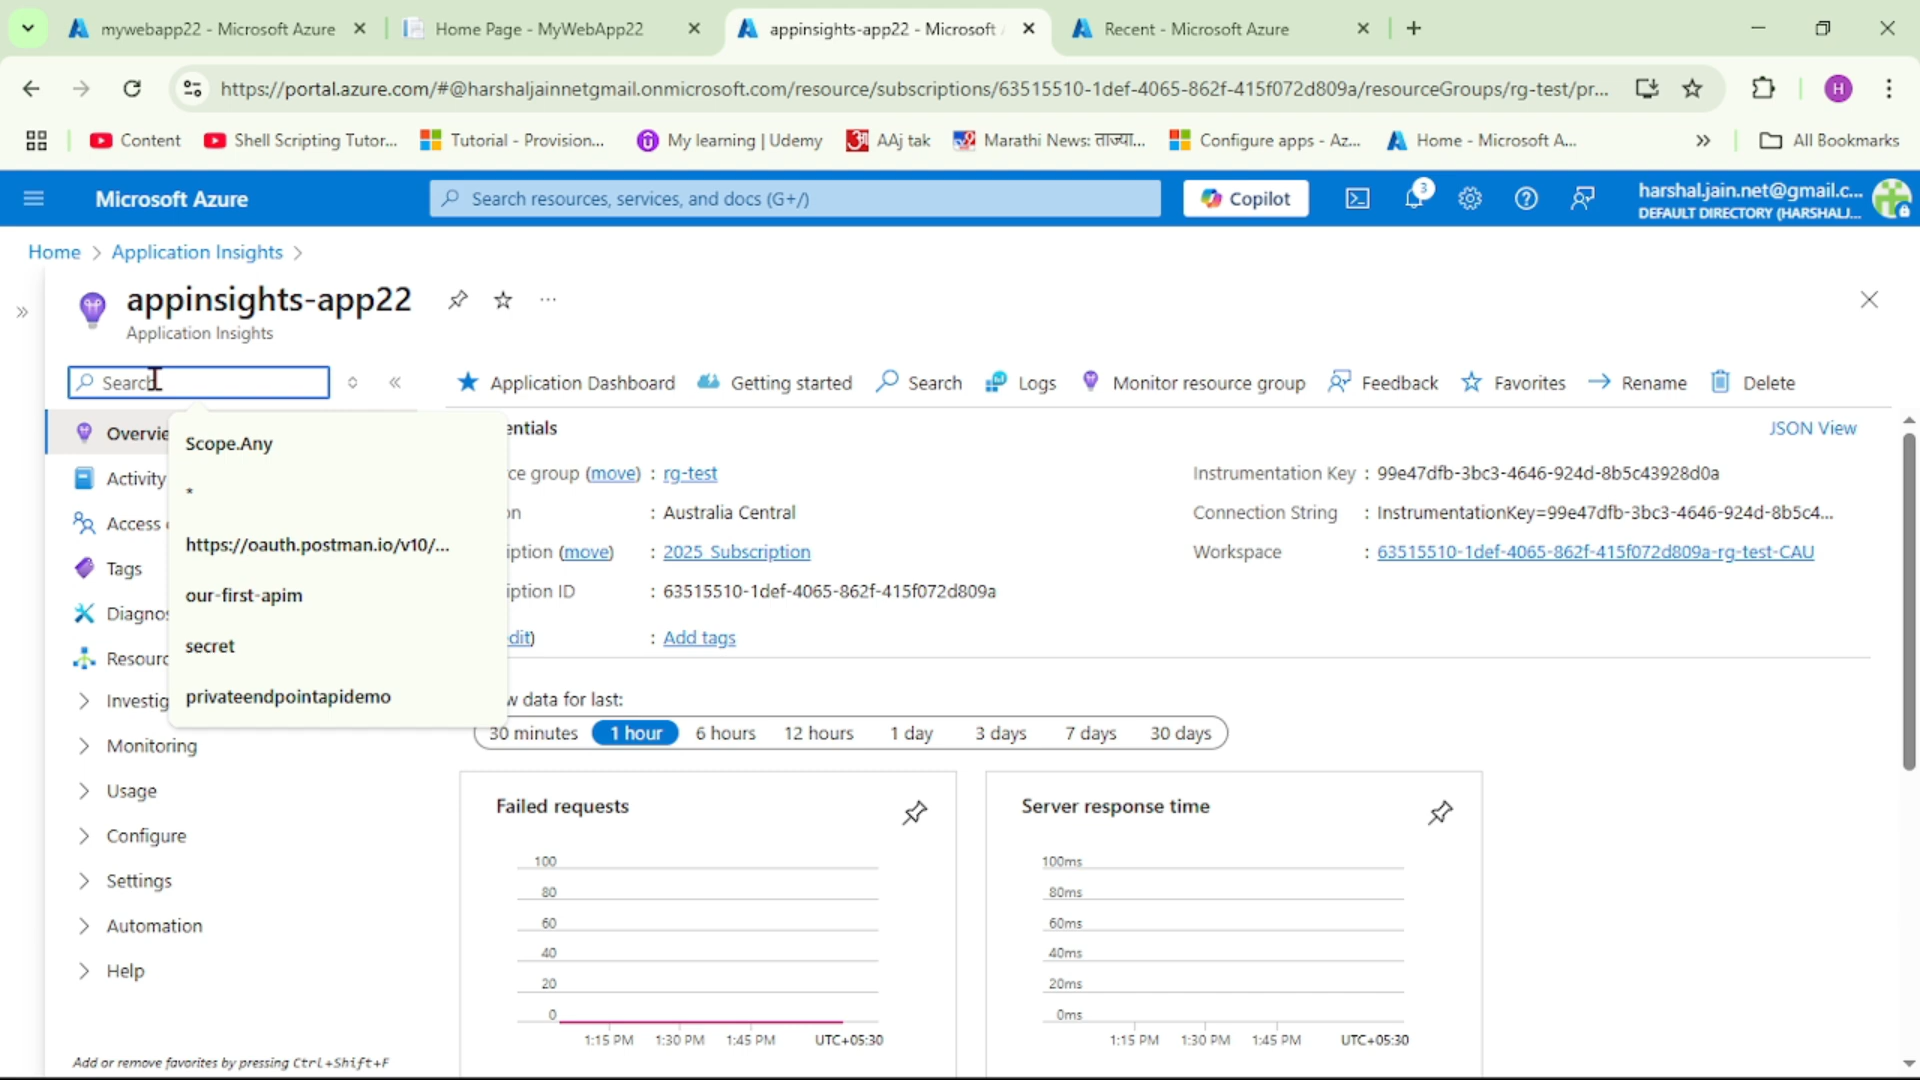 mywebapp22 - Microsoft Azure
Home Page - MyWebApp22
appinsights-app22 - Microsoft
Recent - Microsoft Azure
https://portal.azure.com/#@harshaljainnetgmail.onmicrosoft.com/resource/subscriptions/63515510-1def-4065-862f-415f072d809a/resourceGroups/rg-test/pr...
H
Content
Shell Scripting Tutor...
Tutorial - Provision...
My learning | Udemy
AAj tak
Marathi News: ताज्या...
Configure apps - Az...
Home - Microsoft A...
All Bookmarks
Microsoft Azure
Search resources, services, and docs (G+/)
Copilot
3
harshal.jain.net@gmail.c...
DEFAULT DIRECTORY (HARSHALJ...
Home > Application Insights >
appinsights-app22
Application Insights
Search
Application Dashboard
Getting started
Search
Logs
Monitor resource group
Feedback
Favorites
Rename
Delete
Overvie
Activity
Access
Tags
Diagnos
Resourc
Investig
Monitoring
Usage
Configure
Settings
Automation
Help
Add or remove favorites by pressing Ctrl+Shift+F
Scope.Any
*
https://oauth.postman.io/v10/...
our-first-apim
secret
privateendpointapidemo
entials
JSON View
ce group (move) : rg-test
on : Australia Central
iption (move) : 2025 Subscription
iption ID : 63515510-1def-4065-862f-415f072d809a
edit) : Add tags
Instrumentation Key : 99e47dfb-3bc3-4646-924d-8b5c43928d0a
Connection String : InstrumentationKey=99e47dfb-3bc3-4646-924d-8b5c4...
Workspace : 63515510-1def-4065-862f-415f072d809a-rg-test-CAU
w data for last:
30 minutes
1 hour
6 hours
12 hours
1 day
3 days
7 days
30 days
Failed requests
100
80
60
40
20
0
1:15 PM 1:30 PM 1:45 PM UTC+05:30
Server response time
100ms
80ms
60ms
40ms
20ms
0ms
1:15 PM 1:30 PM 1:45 PM UTC+05:30